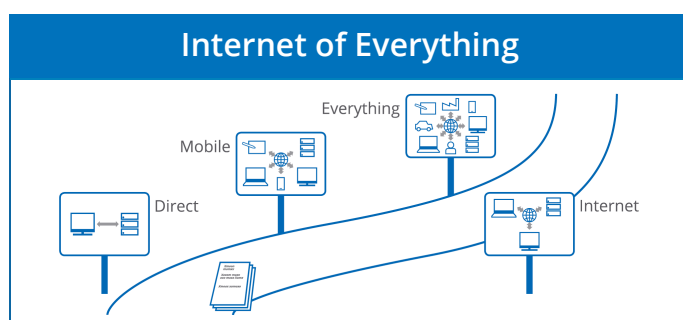 Internet of Everything
Everything
Mobile
Direct
Internet